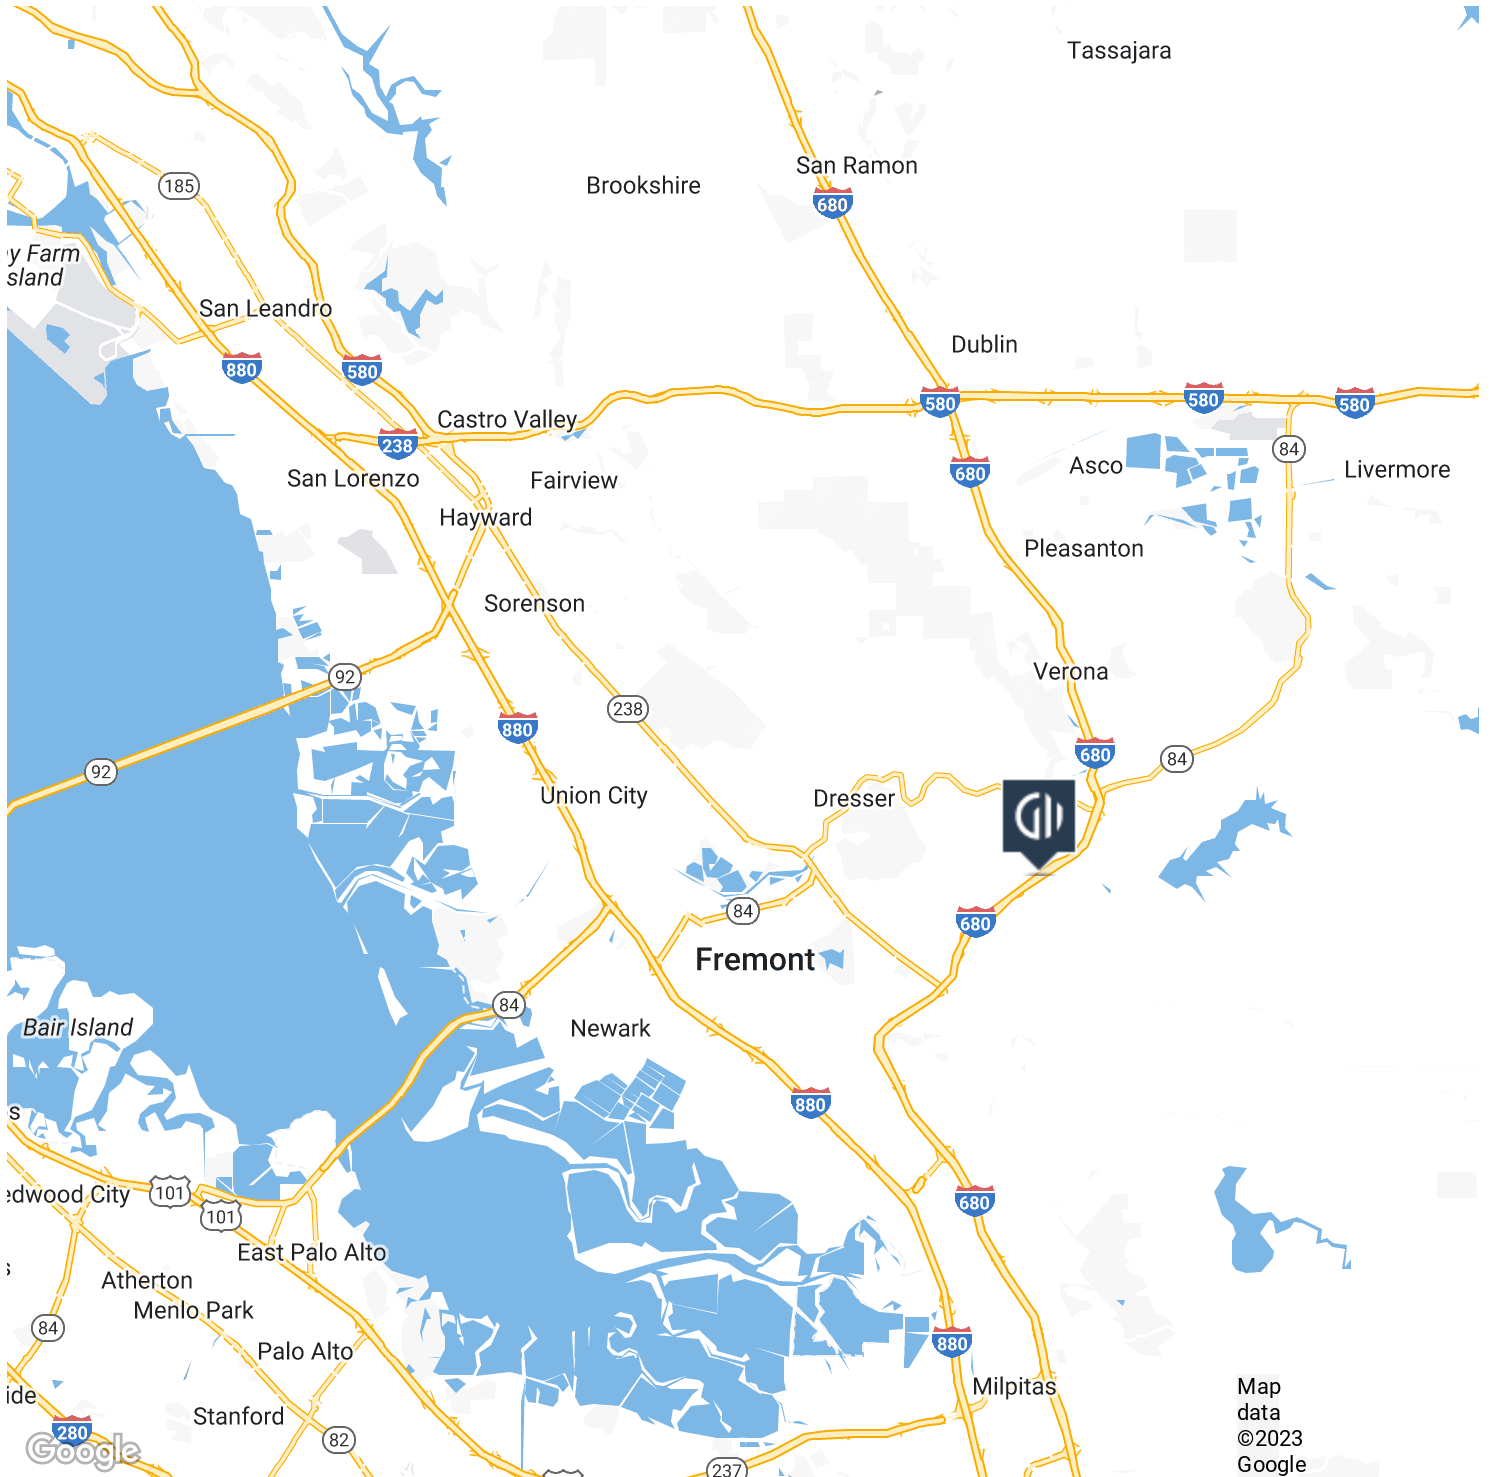 Tassajara
San Ramon
Brookshire
680
185
y Farm
sland
San Leandro
Dublin
880
580
580
580
580
Castro Valley
238
84
Asco
Livermore
680
San Lorenzo
Fairview
Hayward
Pleasanton
Sorenson
Verona
92
238
880
680
84
92
Union City
Dresser
84
680
Fremont
84
Bair Island
Newark
880
s
edwood City
101
680
101
East Palo Alto
s
Atherton
Menlo Park
84
880
Palo Alto
Milpitas
ide
Map
data
©2023
Google
Stanford
280
82
Google
237